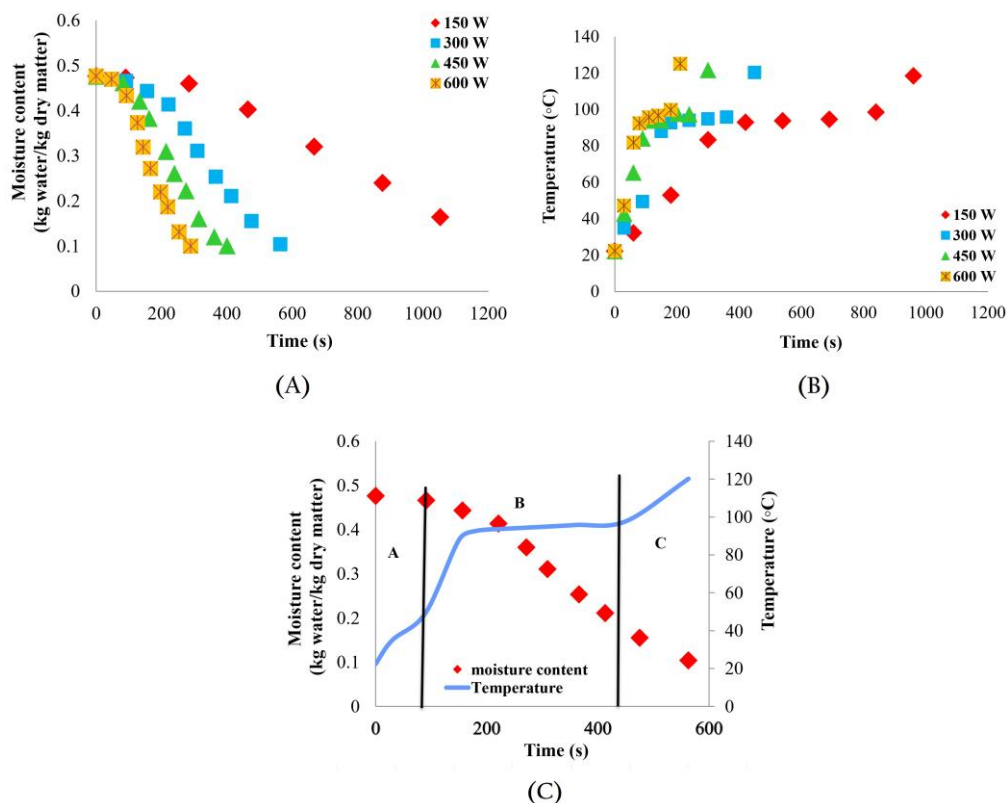 0.6
0.5
0.4
0.3
0.2
0.1
0
Moisture content
(kg water/kg dry matter)
150 W
300 W
450 W
600 W
0 200 400 600 800 1000 1200
Time (s)
(A)
140
120
100
80
60
40
20
0
Temperature (◦C)
150 W
300 W
450 W
600 W
0 200 400 600 800 1000 1200
Time (s)
(B)
0.6
0.5
0.4
0.3
0.2
0.1
0
Moisture content
(kg water/kg dry matter)
A
B
C
moisture content
Temperature
140
120
100
80
60
40
20
0
Temperature (◦C)
0 200 400 600
Time (s)
(C)